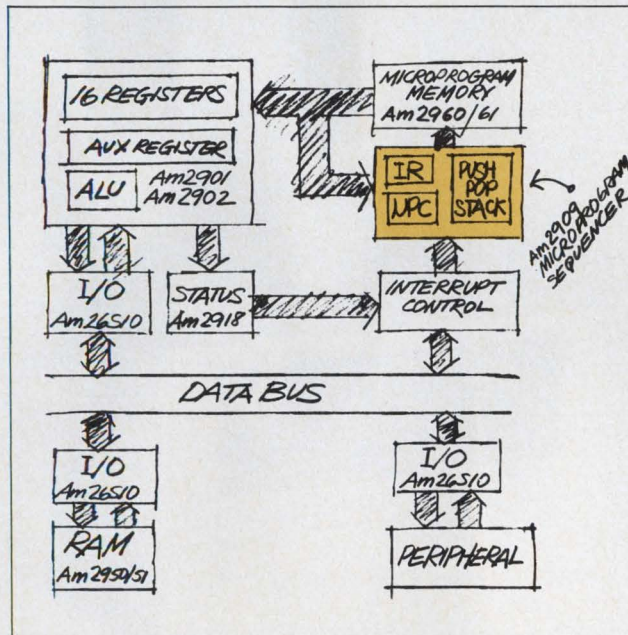 16 REGISTERS
AUX REGISTER
ALU
Am2901
Am2902
MICROPROGRAM
MEMORY
Am2960/61
IR
μPC
PUSH
POP
STACK
Am2909
MICROPROGRAM
SEQUENCER
I/O
Am26S10
STATUS
Am2918
INTERRUPT
CONTROL
DATA BUS
I/O
Am26S10
RAM
Am2950/51
I/O
Am26S10
PERIPHERAL